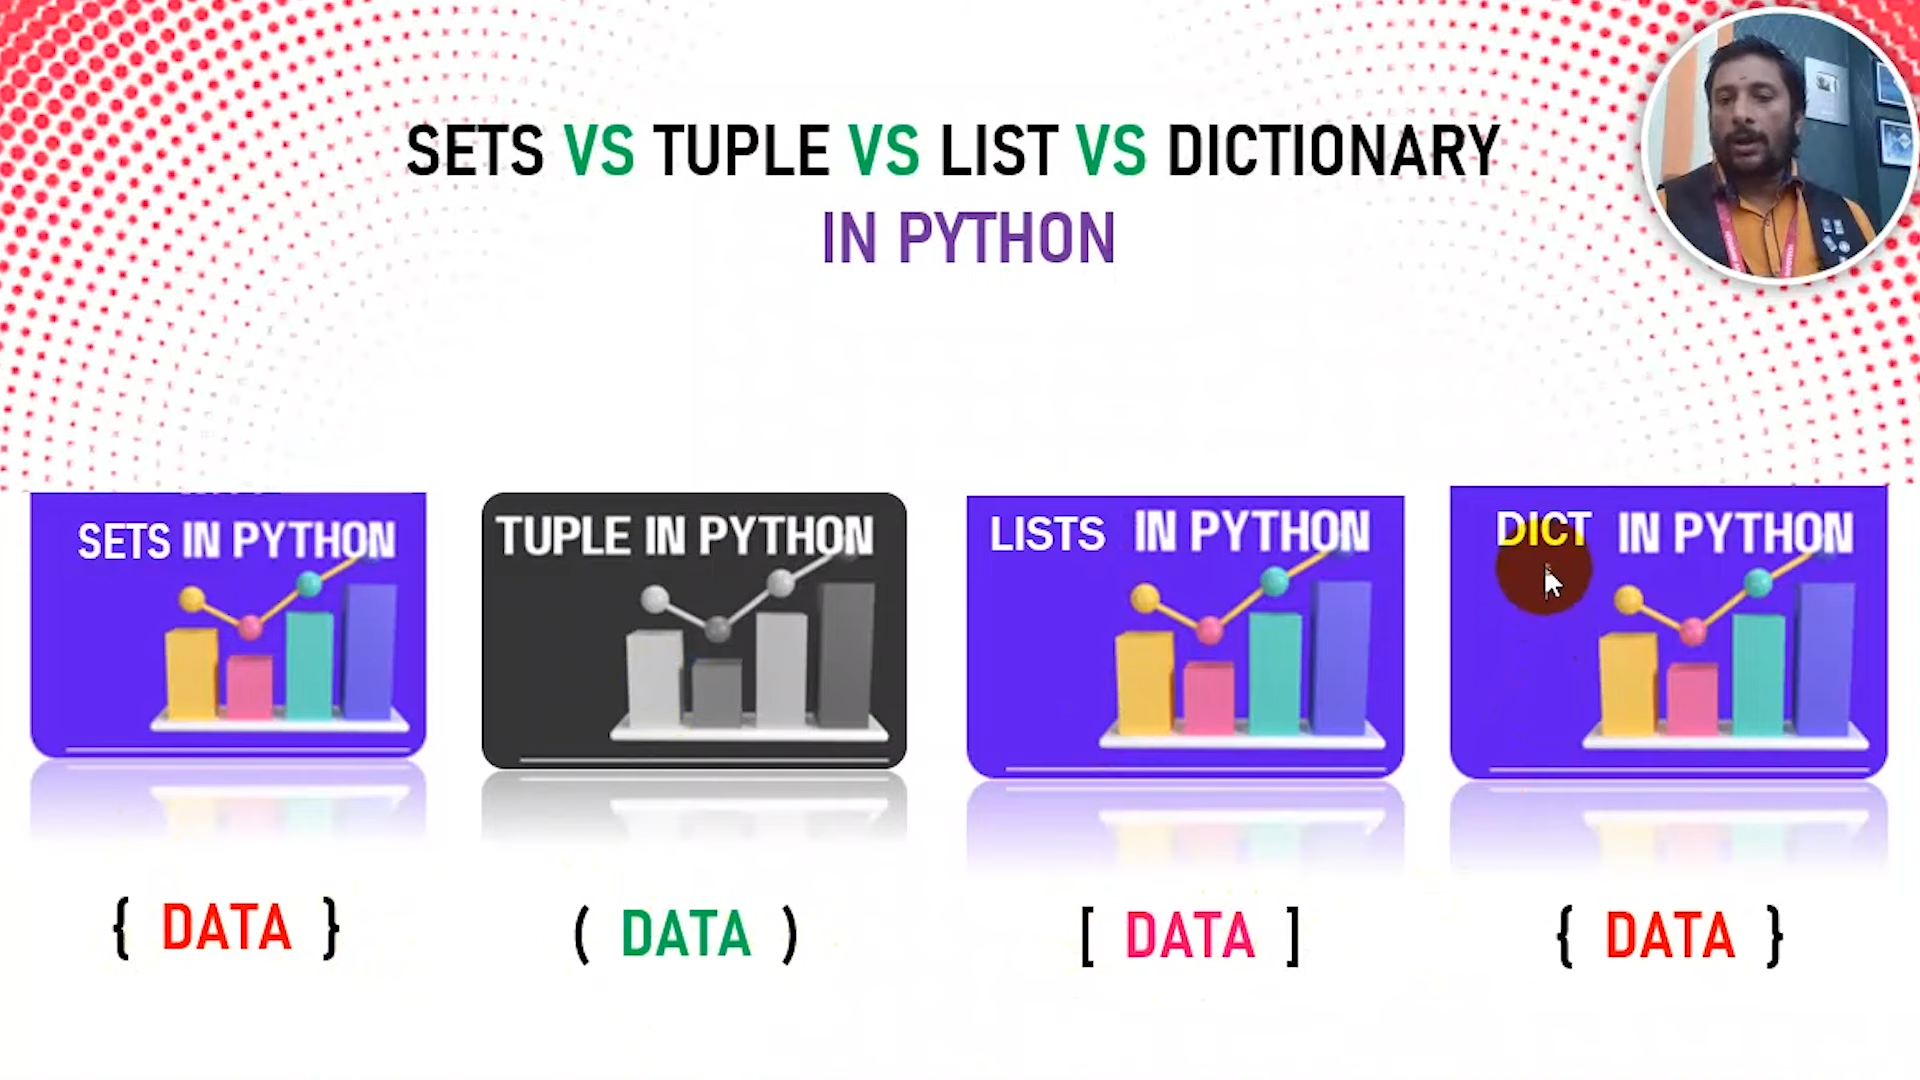 SETS VS TUPLE VS LIST VS DICTIONARY
IN PYTHON
SETS IN PYTHON
TUPLE IN PYTHON
LISTS IN PYTHON
DICT IN PYTHON
{ DATA }
( DATA )
[ DATA ]
{ DATA }